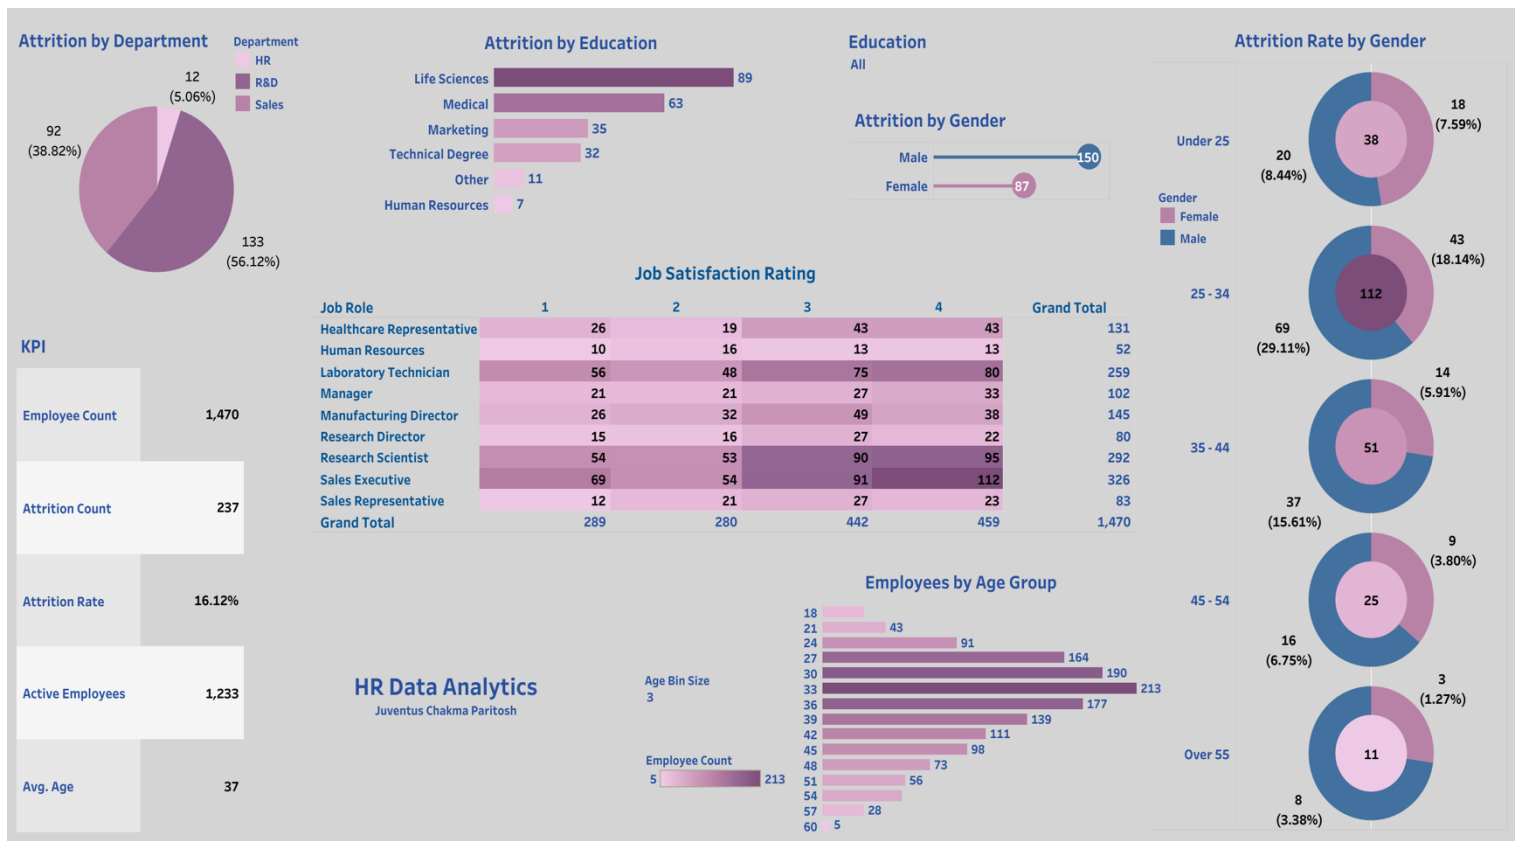 Attrition by Department
Department
HR
R&D
Sales
12
(5.06%)
92
(38.82%)
133
(56.12%)
Attrition by Education
Life Sciences 89
Medical 63
Marketing 35
Technical Degree 32
Other 11
Human Resources 7
Education
All
Attrition by Gender
Male 150
Female 87
Attrition Rate by Gender
Gender
Female
Male
Under 25
38
18
(7.59%)
20
(8.44%)
25 - 34
112
43
(18.14%)
69
(29.11%)
35 - 44
51
14
(5.91%)
37
(15.61%)
45 - 54
25
9
(3.80%)
16
(6.75%)
Over 55
11
3
(1.27%)
8
(3.38%)
KPI
Employee Count 1,470
Attrition Count 237
Attrition Rate 16.12%
Active Employees 1,233
Avg. Age 37
Job Satisfaction Rating
Job Role 1 2 3 4 Grand Total
Healthcare Representative 26 19 43 43 131
Human Resources 10 16 13 13 52
Laboratory Technician 56 48 75 80 259
Manager 21 21 27 33 102
Manufacturing Director 26 32 49 38 145
Research Director 15 16 27 22 80
Research Scientist 54 53 90 95 292
Sales Executive 69 54 91 112 326
Sales Representative 12 21 27 23 83
Grand Total 289 280 442 459 1,470
HR Data Analytics
Juventus Chakma Paritosh
Age Bin Size
3
Employee Count
5 213
Employees by Age Group
18
21 43
24 91
27 164
30 190
33 213
36 177
39 139
42 111
45 98
48 73
51 56
54
57 28
60 5